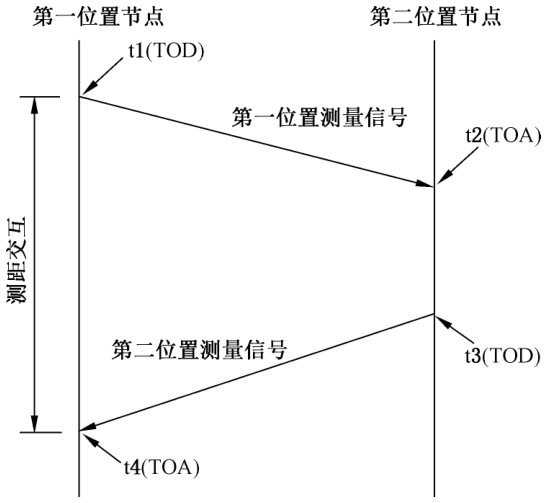 第一位置节点
第二位置节点
t1(TOD)
第一位置测量信号
t2(TOA)
测距交互
第二位置测量信号
t3(TOD)
t4(TOA)